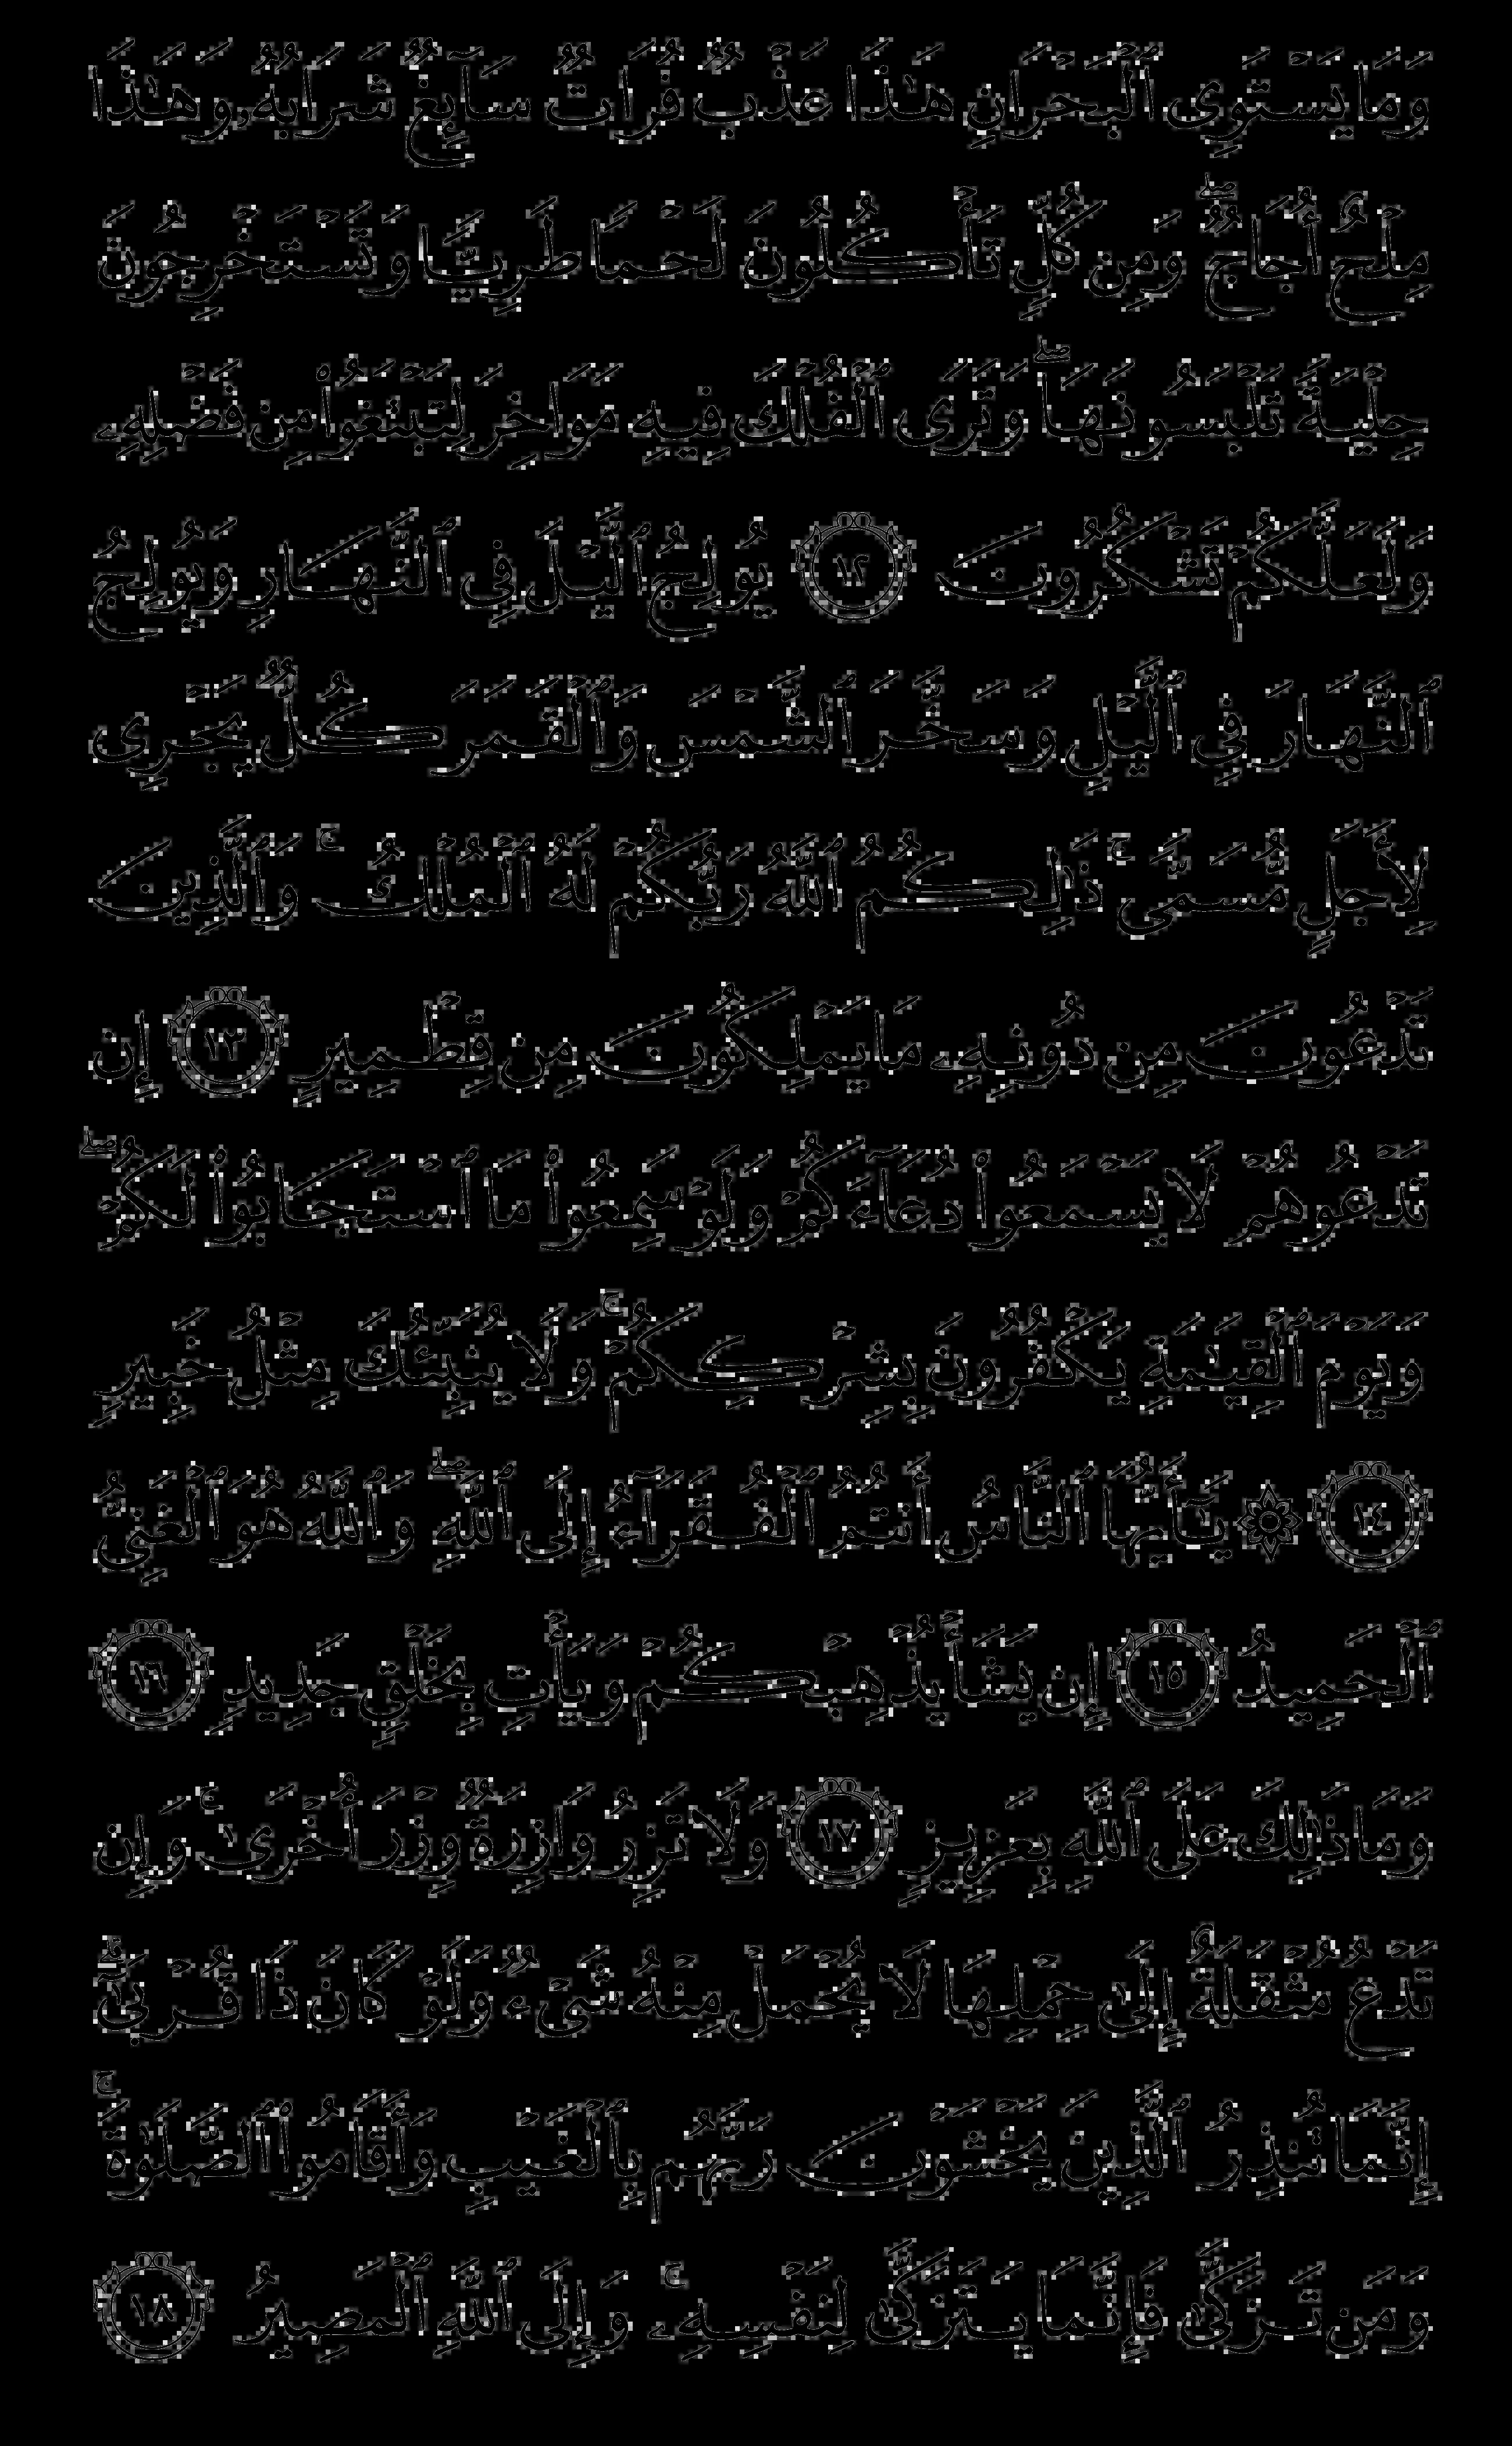 وَمَا يَسْتَوِى ٱلْبَحْرَانِ هَٰذَا عَذْبٌ فُرَاتٌ سَآئِغٌ شَرَابُهُۥ وَهَٰذَا
مِلْحٌ أُجَاجٌ ۖ وَمِن كُلٍّ تَأْكُلُونَ لَحْمًا طَرِيًّا وَتَسْتَخْرِجُونَ
حِلْيَةً تَلْبَسُونَهَا ۖ وَتَرَى ٱلْفُلْكَ فِيهِ مَوَاخِرَ لِتَبْتَغُوا۟ مِن فَضْلِهِۦ
وَلَعَلَّكُمْ تَشْكُرُونَ ١٢ يُولِجُ ٱلَّيْلَ فِى ٱلنَّهَارِ وَيُولِجُ
ٱلنَّهَارَ فِى ٱلَّيْلِ وَسَخَّرَ ٱلشَّمْسَ وَٱلْقَمَرَ كُلٌّ يَجْرِى
لِأَجَلٍ مُّسَمًّى ۚ ذَٰلِكُمُ ٱللَّهُ رَبُّكُمْ لَهُ ٱلْمُلْكُ ۚ وَٱلَّذِينَ
تَدْعُونَ مِن دُونِهِۦ مَا يَمْلِكُونَ مِن قِطْمِيرٍ ١٣ إِن
تَدْعُوهُمْ لَا يَسْمَعُوا۟ دُعَآءَكُمْ وَلَوْ سَمِعُوا۟ مَا ٱسْتَجَابُوا۟ لَكُمْ ۖ
وَيَوْمَ ٱلْقِيَٰمَةِ يَكْفُرُونَ بِشِرْكِكُمْ ۚ وَلَا يُنَبِّئُكَ مِثْلُ خَبِيرٍ
١٤ ۞ يَٰٓأَيُّهَا ٱلنَّاسُ أَنتُمُ ٱلْفُقَرَآءُ إِلَى ٱللَّهِ ۖ وَٱللَّهُ هُوَ ٱلْغَنِىُّ
ٱلْحَمِيدُ ١٥ إِن يَشَأْ يُذْهِبْكُمْ وَيَأْتِ بِخَلْقٍ جَدِيدٍ ١٦
وَمَا ذَٰلِكَ عَلَى ٱللَّهِ بِعَزِيزٍ ١٧ وَلَا تَزِرُ وَازِرَةٌ وِزْرَ أُخْرَىٰ ۚ وَإِن
تَدْعُ مُثْقَلَةٌ إِلَىٰ حِمْلِهَا لَا يُحْمَلْ مِنْهُ شَىْءٌ وَلَوْ كَانَ ذَا قُرْبَىٰٓ ۗ
إِنَّمَا تُنذِرُ ٱلَّذِينَ يَخْشَوْنَ رَبَّهُم بِٱلْغَيْبِ وَأَقَامُوا۟ ٱلصَّلَوٰةَ ۚ
وَمَن تَزَكَّىٰ فَإِنَّمَا يَتَزَكَّىٰ لِنَفْسِهِۦ ۚ وَإِلَى ٱللَّهِ ٱلْمَصِيرُ ١٨